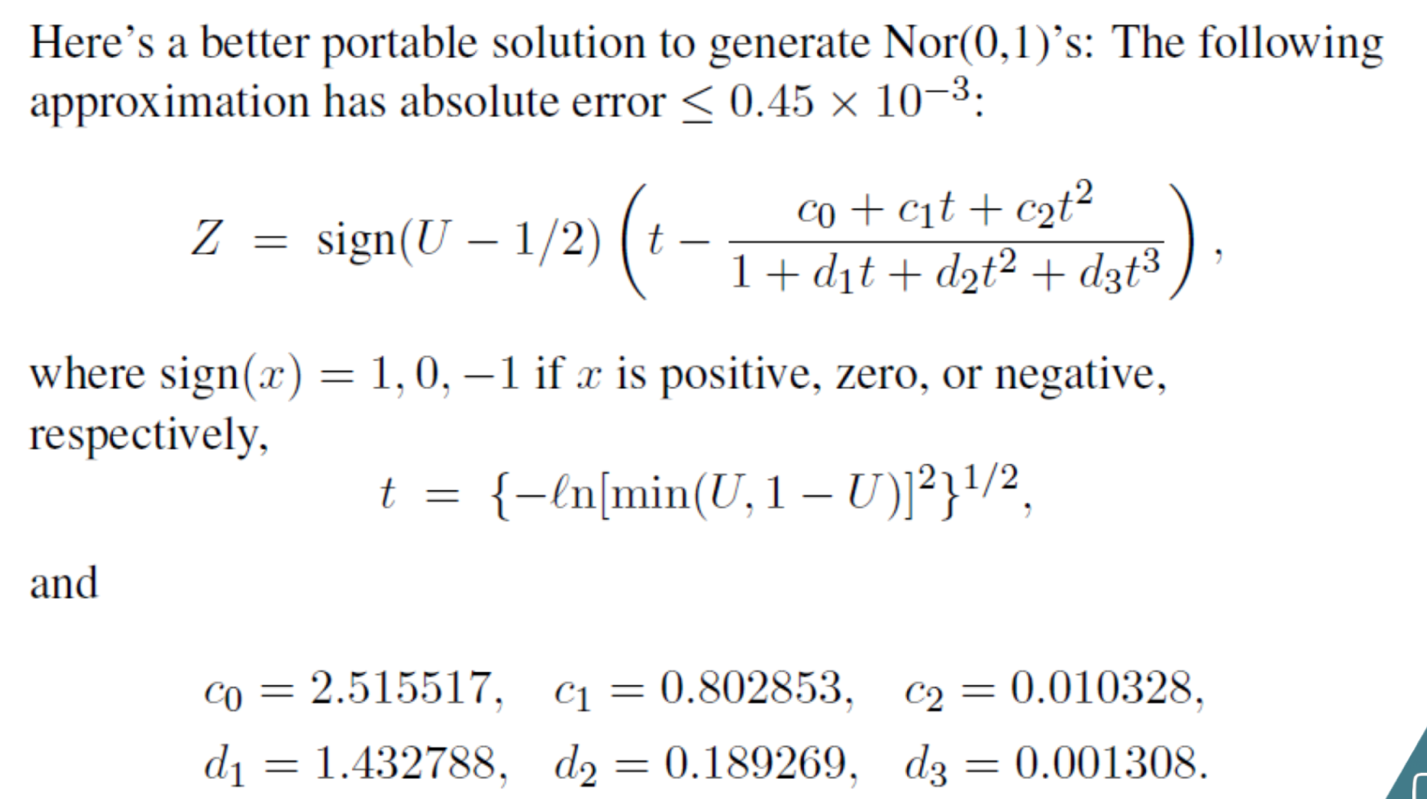 Here's a better portable solution to generate Nor(0,1)'s: The following
approximation has absolute error ≤ 0.45 × 10⁻³:
Z = sign(U − 1/2) ( t − (c₀ + c₁t + c₂t²) / (1 + d₁t + d₂t² + d₃t³) ) ,
where sign(x) = 1, 0, −1 if x is positive, zero, or negative,
respectively,
t = {−ℓn[min(U, 1 − U)]²}^{1/2},
and
c₀ = 2.515517, c₁ = 0.802853, c₂ = 0.010328,
d₁ = 1.432788, d₂ = 0.189269, d₃ = 0.001308.